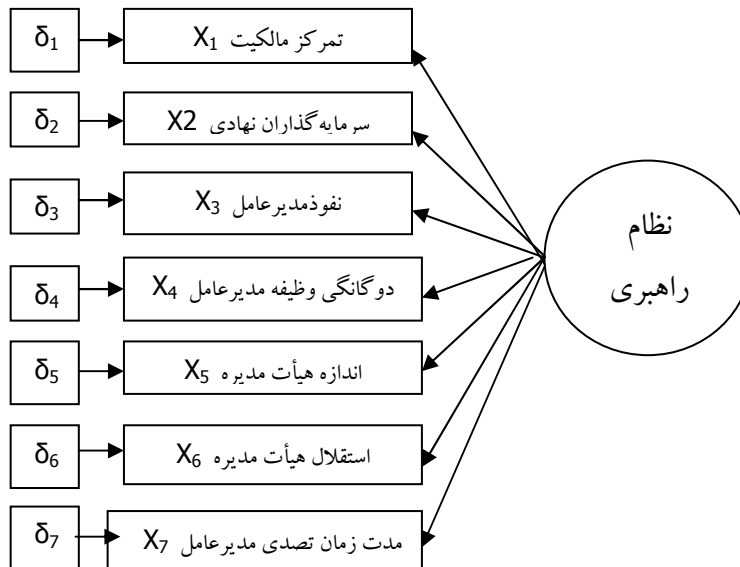 δ1
تمرکز مالکیت X1
δ2
سرمایه‌گذاران نهادی X2
δ3
نفوذمدیرعامل X3
δ4
دوگانگی وظیفه مدیرعامل X4
δ5
اندازه هیأت مدیره X5
δ6
استقلال هیأت مدیره X6
δ7
مدت زمان تصدی مدیرعامل X7
نظام
راهبری